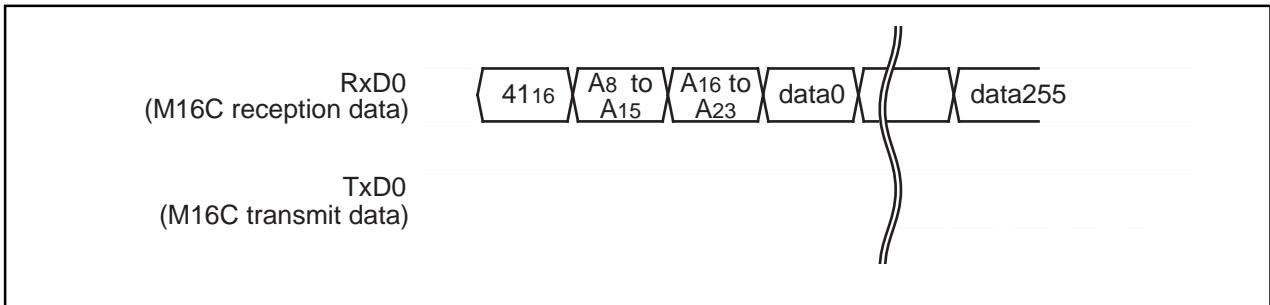 RxD0
(M16C reception data)
4116
A8 to
A15
A16 to
A23
data0
data255
TxD0
(M16C transmit data)